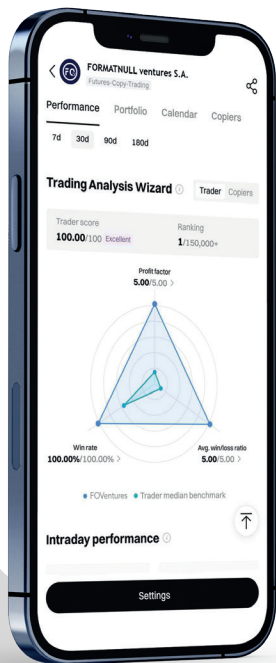 FO
FORMATNULL ventures S.A.
Futures-Copy-Trading
Performance Portfolio Calendar Copiers
7d 30d 90d 180d
Trading Analysis Wizard Trader Copiers
Trader score Ranking
100.00/100 Excellent 1/150,000+
Profit factor
5.00/5.00 >
Win rate Avg. win/loss ratio
100.00%/100.00% > 5.00/5.00 >
FOVentures Trader median benchmark
Intraday performance
Settings